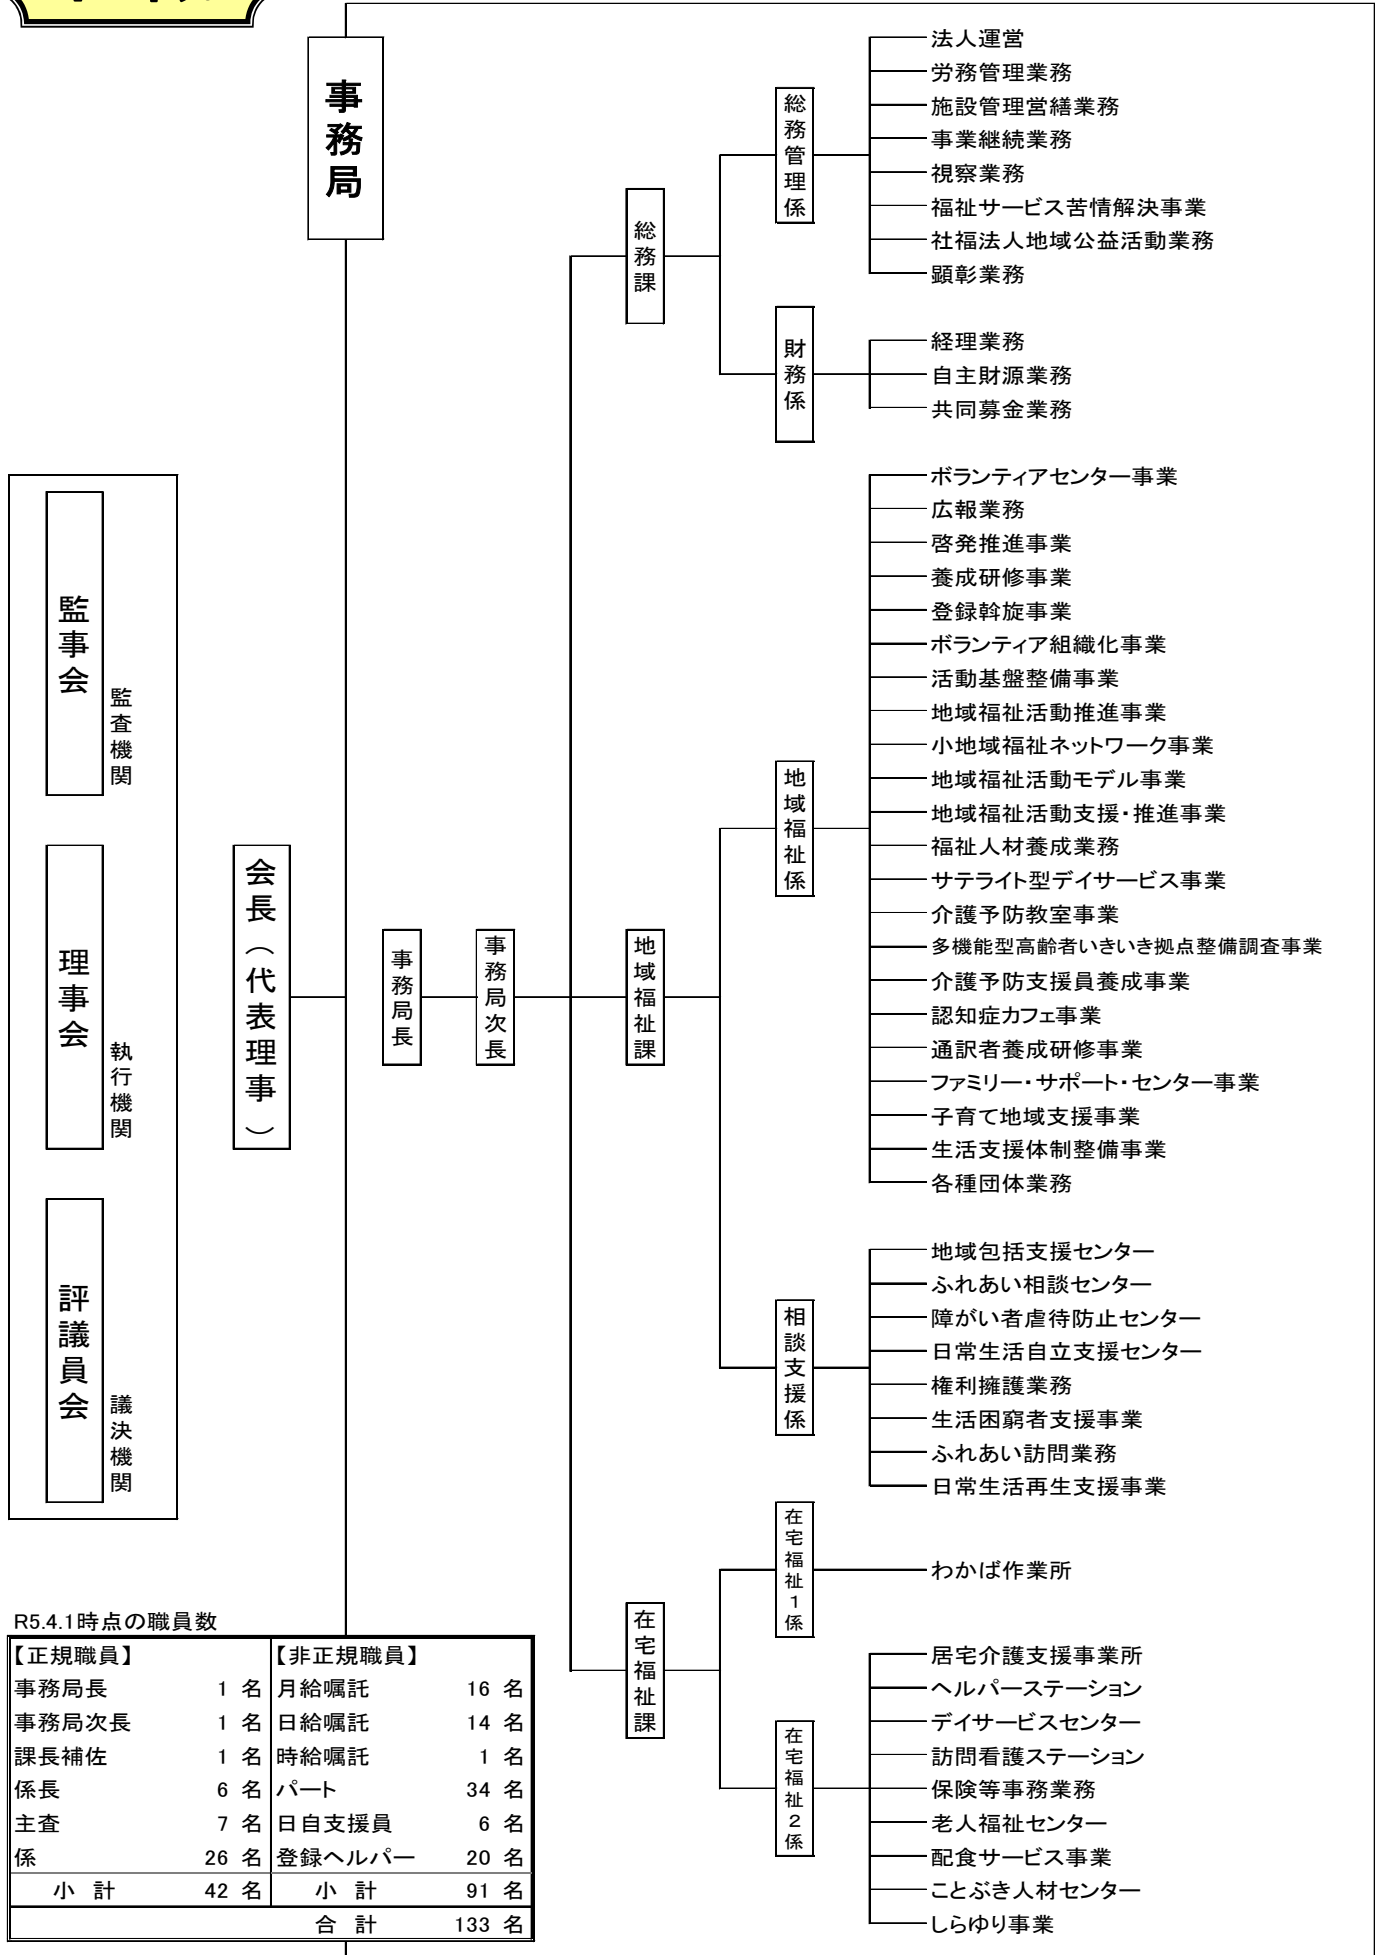 事務局
監事会
監査機関
理事会
執行機関
評議員会
議決機関
会長（代表理事）
事務局長
事務局次長
総務課
総務管理係
法人運営
労務管理業務
施設管理営繕業務
事業継続業務
視察業務
福祉サービス苦情解決事業
社福法人地域公益活動業務
顕彰業務
財務係
経理業務
自主財源業務
共同募金業務
地域福祉課
地域福祉係
ボランティアセンター事業
広報業務
啓発推進事業
養成研修事業
登録斡旋事業
ボランティア組織化事業
活動基盤整備事業
地域福祉活動推進事業
小地域福祉ネットワーク事業
地域福祉活動モデル事業
地域福祉活動支援・推進事業
福祉人材養成業務
サテライト型デイサービス事業
介護予防教室事業
多機能型高齢者いきいき拠点整備調査事業
介護予防支援員養成事業
認知症カフェ事業
通訳者養成研修事業
ファミリー・サポート・センター事業
子育て地域支援事業
生活支援体制整備事業
各種団体業務
相談支援係
地域包括支援センター
ふれあい相談センター
障がい者虐待防止センター
日常生活自立支援センター
権利擁護業務
生活困窮者支援事業
ふれあい訪問業務
日常生活再生支援事業
在宅福祉課
在宅福祉1係
わかば作業所
在宅福祉2係
居宅介護支援事業所
ヘルパーステーション
デイサービスセンター
訪問看護ステーション
保険等事務業務
老人福祉センター
配食サービス事業
ことぶき人材センター
しらゆり事業
R5.4.1時点の職員数
【正規職員】 【非正規職員】
事務局長 1 名 月給嘱託 16 名
事務局次長 1 名 日給嘱託 14 名
課長補佐 1 名 時給嘱託 1 名
係長 6 名 パート 34 名
主査 7 名 日自支援員 6 名
係 26 名 登録ヘルパー 20 名
小 計 42 名 小 計 91 名
合 計 133 名